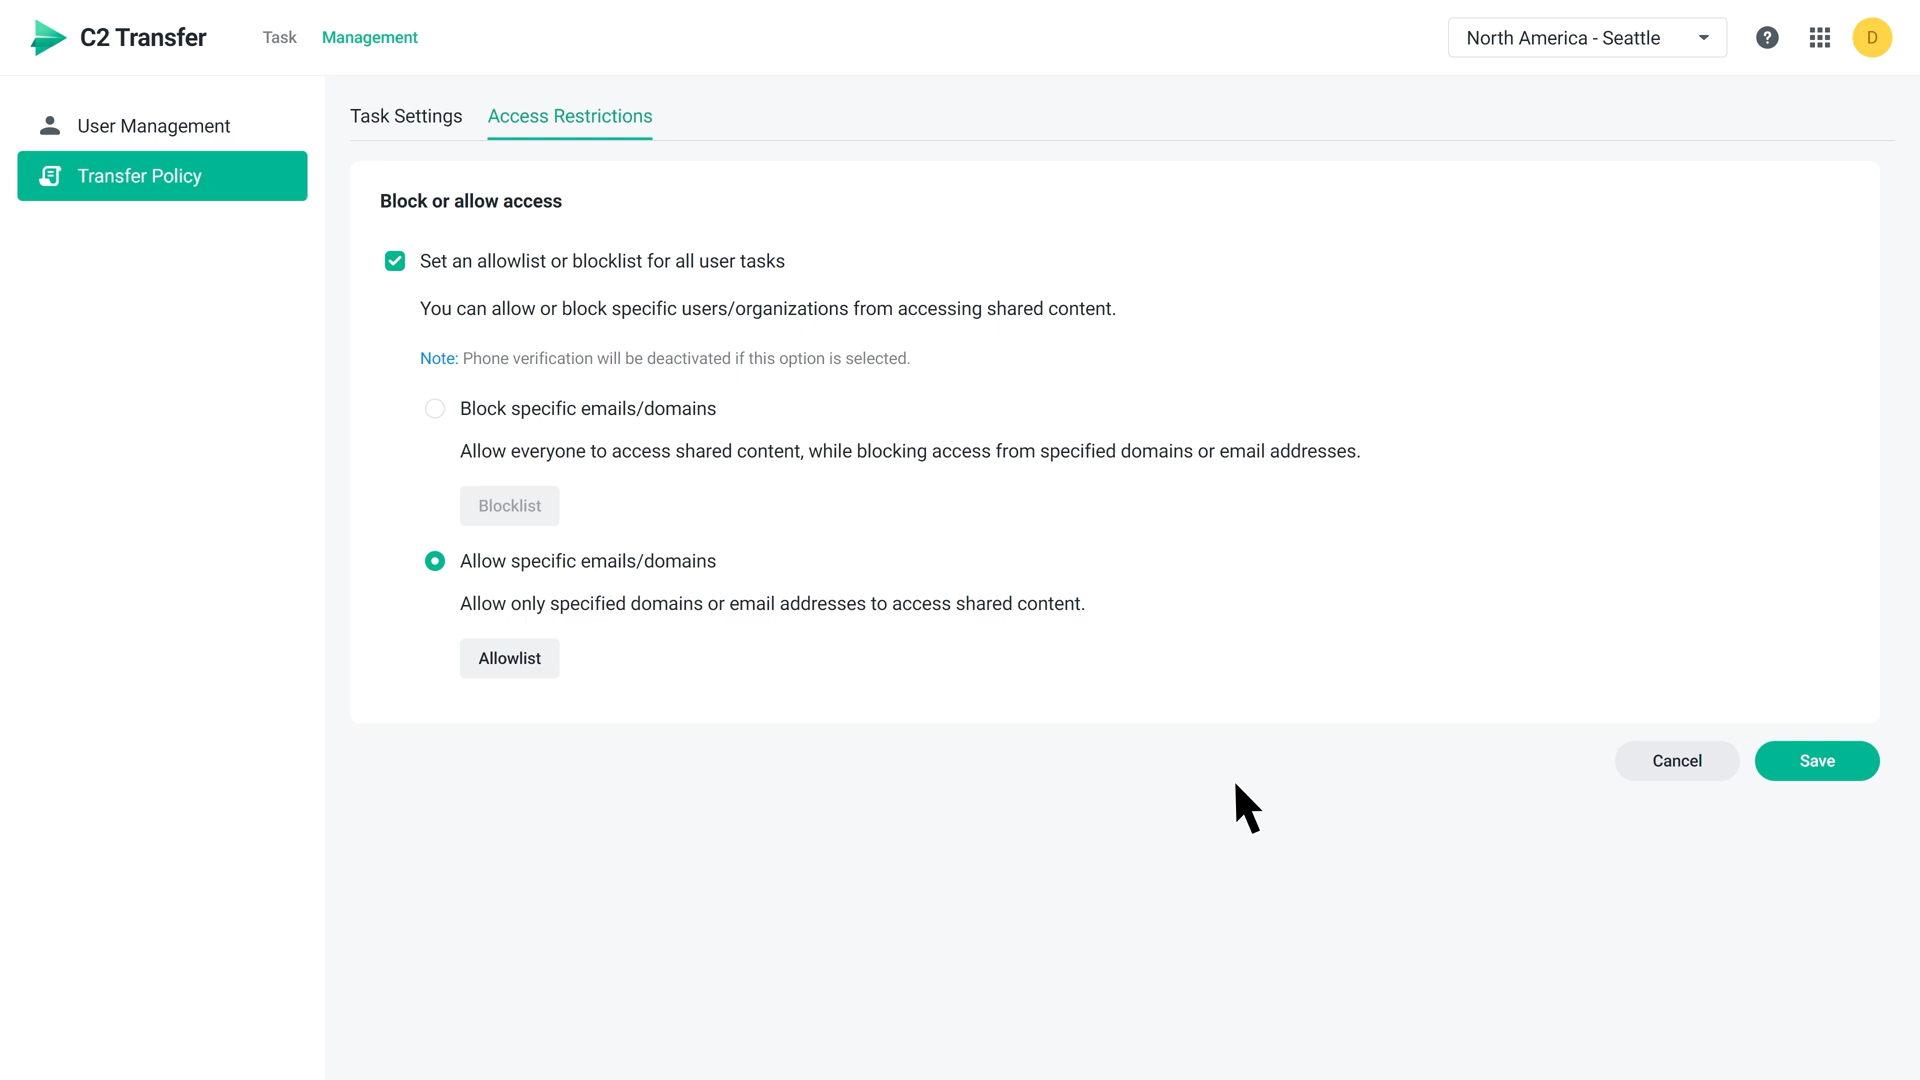 C2 Transfer
Task
Management
North America - Seattle
?
D
User Management
Transfer Policy
Task Settings
Access Restrictions
Block or allow access
Set an allowlist or blocklist for all user tasks
You can allow or block specific users/organizations from accessing shared content.
Note: Phone verification will be deactivated if this option is selected.
Block specific emails/domains
Allow everyone to access shared content, while blocking access from specified domains or email addresses.
Blocklist
Allow specific emails/domains
Allow only specified domains or email addresses to access shared content.
Allowlist
Cancel
Save